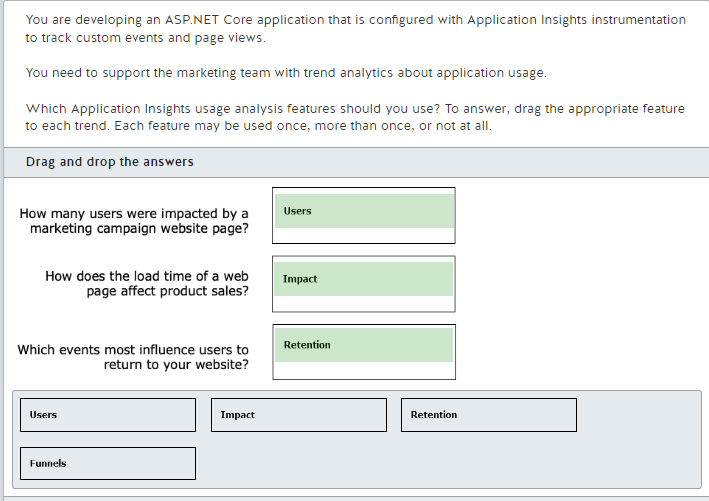 You are developing an ASP.NET Core application that is configured with Application Insights instrumentation
to track custom events and page views.
You need to support the marketing team with trend analytics about application usage.
Which Application Insights usage analysis features should you use? To answer, drag the appropriate feature
to each trend. Each feature may be used once, more than once, or not at all.
Drag and drop the answers
How many users were impacted by a
marketing campaign website page?
Users
How does the load time of a web
page affect product sales?
Impact
Which events most influence users to
return to your website?
Retention
Users Impact Retention
Funnels